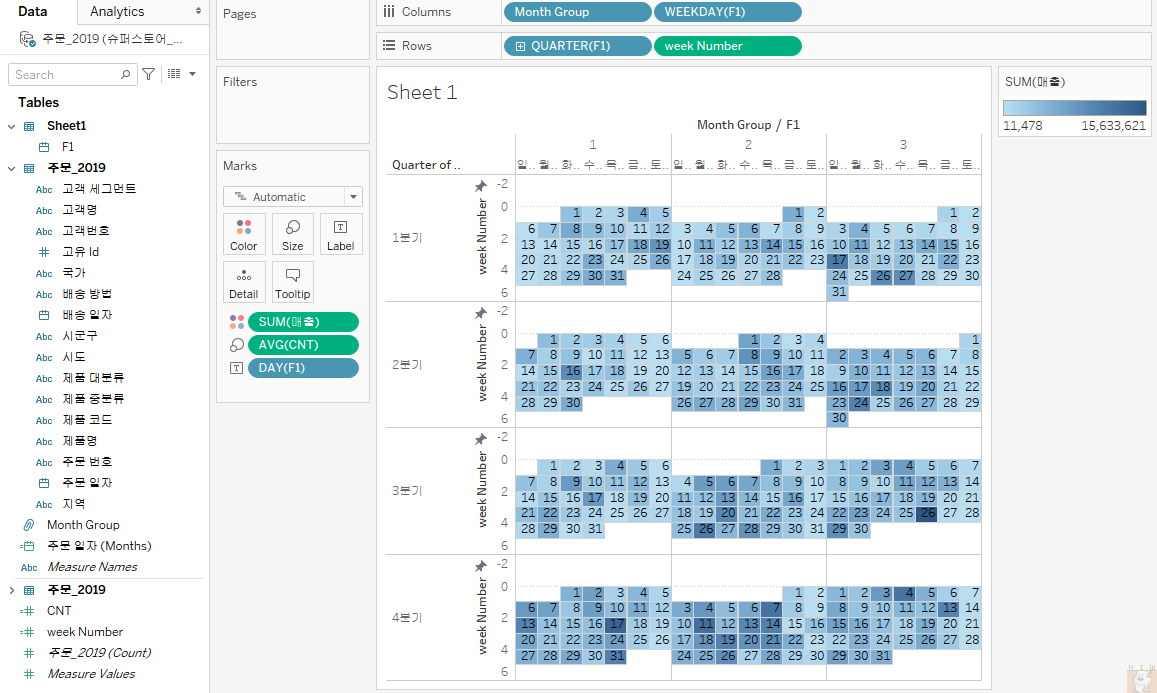 Data
Analytics
주문_2019 (슈퍼스토어_...
Search
Tables
Sheet1
F1
주문_2019
Abc 고객 세그먼트
Abc 고객명
Abc 고객번호
고유 Id
Abc 국가
Abc 배송 방법
배송 일자
Abc 시군구
Abc 시도
Abc 제품 대분류
Abc 제품 중분류
Abc 제품 코드
Abc 제품명
Abc 주문 번호
주문 일자
Abc 지역
Month Group
주문 일자 (Months)
Abc Measure Names
주문_2019
CNT
week Number
주문_2019 (Count)
Measure Values
Pages
Filters
Marks
Automatic
Color Size Label
Detail Tooltip
SUM(매출)
AVG(CNT)
DAY(F1)
Columns Month Group WEEKDAY(F1)
Rows QUARTER(F1) week Number
Sheet 1
Month Group / F1
1 2 3
Quarter of .. 일.. 월.. 화.. 수.. 목.. 금.. 토.. 일.. 월.. 화.. 수.. 목.. 금.. 토.. 일.. 월.. 화.. 수.. 목.. 금.. 토..
1분기
week Number
-2
0
2
4
6
1 2 3 4 5 1 2 1 2
6 7 8 9 10 11 12 3 4 5 6 7 8 9 3 4 5 6 7 8 9
13 14 15 16 17 18 19 10 11 12 13 14 15 16 10 11 12 13 14 15 16
20 21 22 23 24 25 26 17 18 19 20 21 22 23 17 18 19 20 21 22 23
27 28 29 30 31 24 25 26 27 28 24 25 26 27 28 29 30
31
2분기
week Number
-2
0
2
4
6
1 2 3 4 5 6 1 2 3 4 1
7 8 9 10 11 12 13 5 6 7 8 9 10 11 2 3 4 5 6 7 8
14 15 16 17 18 19 20 12 13 14 15 16 17 18 9 10 11 12 13 14 15
21 22 23 24 25 26 27 19 20 21 22 23 24 25 16 17 18 19 20 21 22
28 29 30 26 27 28 29 30 31 23 24 25 26 27 28 29
30
3분기
week Number
-2
0
2
4
6
1 2 3 4 5 6 1 2 3 1 2 3 4 5 6 7
7 8 9 10 11 12 13 4 5 6 7 8 9 10 8 9 10 11 12 13 14
14 15 16 17 18 19 20 11 12 13 14 15 16 17 15 16 17 18 19 20 21
21 22 23 24 25 26 27 18 19 20 21 22 23 24 22 23 24 25 26 27 28
28 29 30 31 25 26 27 28 29 30 31 29 30
4분기
week Number
-2
0
2
4
6
1 2 3 4 5 1 2 1 2 3 4 5 6 7
6 7 8 9 10 11 12 3 4 5 6 7 8 9 8 9 10 11 12 13 14
13 14 15 16 17 18 19 10 11 12 13 14 15 16 15 16 17 18 19 20 21
20 21 22 23 24 25 26 17 18 19 20 21 22 23 22 23 24 25 26 27 28
27 28 29 30 31 24 25 26 27 28 29 30 29 30 31
SUM(매출)
11,478 15,633,621